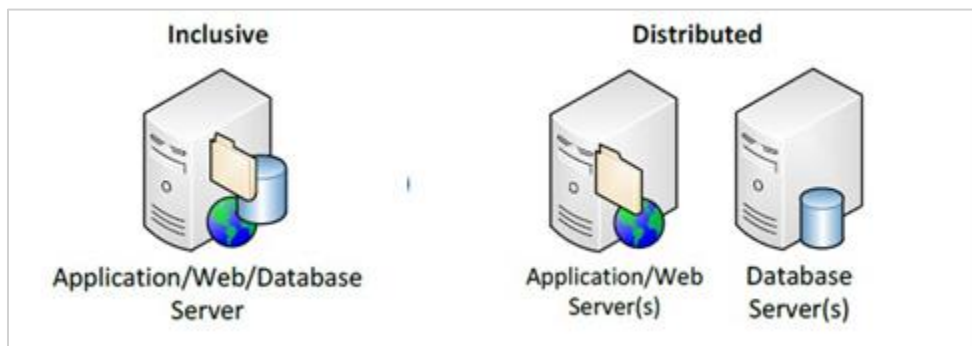 Inclusive
Distributed
Application/Web/Database
Server
Application/Web
Server(s)
Database
Server(s)